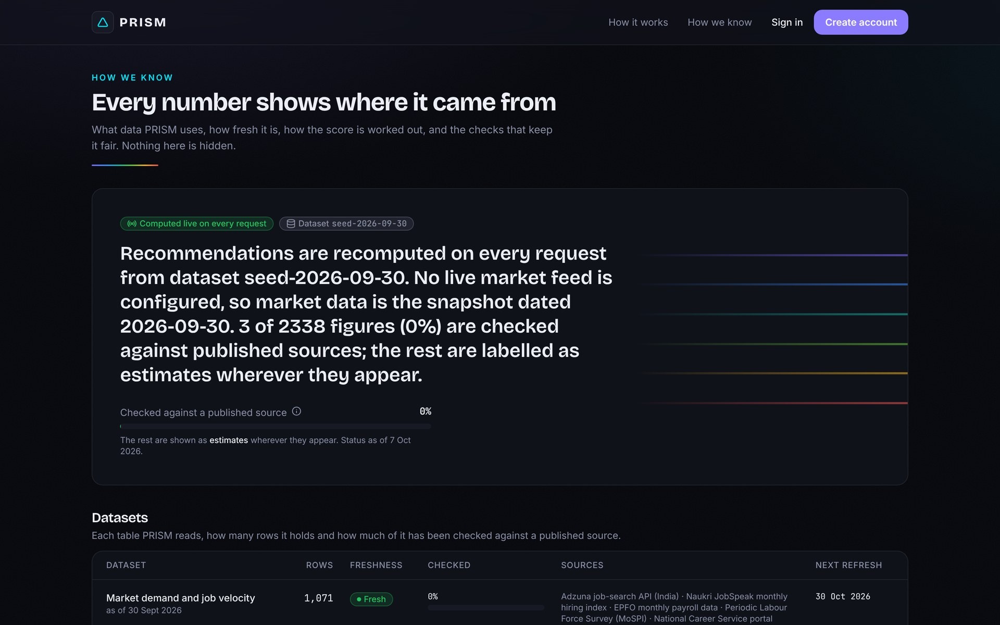 PRISM
How it works
How we know
Sign in
Create account
HOW WE KNOW
Every number shows where it came from
What data PRISM uses, how fresh it is, how the score is worked out, and the checks that keep
it fair. Nothing here is hidden.
Computed live on every request
Dataset seed-2026-09-30
Recommendations are recomputed on every request
from dataset seed-2026-09-30. No live market feed is
configured, so market data is the snapshot dated
2026-09-30. 3 of 2338 figures (0%) are checked
against published sources; the rest are labelled as
estimates wherever they appear.
Checked against a published source 0%
The rest are shown as estimates wherever they appear. Status as of 7 Oct
2026.
Datasets
Each table PRISM reads, how many rows it holds and how much of it has been checked against a published source.
DATASET ROWS FRESHNESS CHECKED SOURCES NEXT REFRESH
Market demand and job velocity
as of 30 Sept 2026
1,071
Fresh
0%
Adzuna job-search API (India) · Naukri JobSpeak monthly
hiring index · EPFO monthly payroll data · Periodic Labour
Force Survey (MoSPI) · National Career Service portal
30 Oct 2026